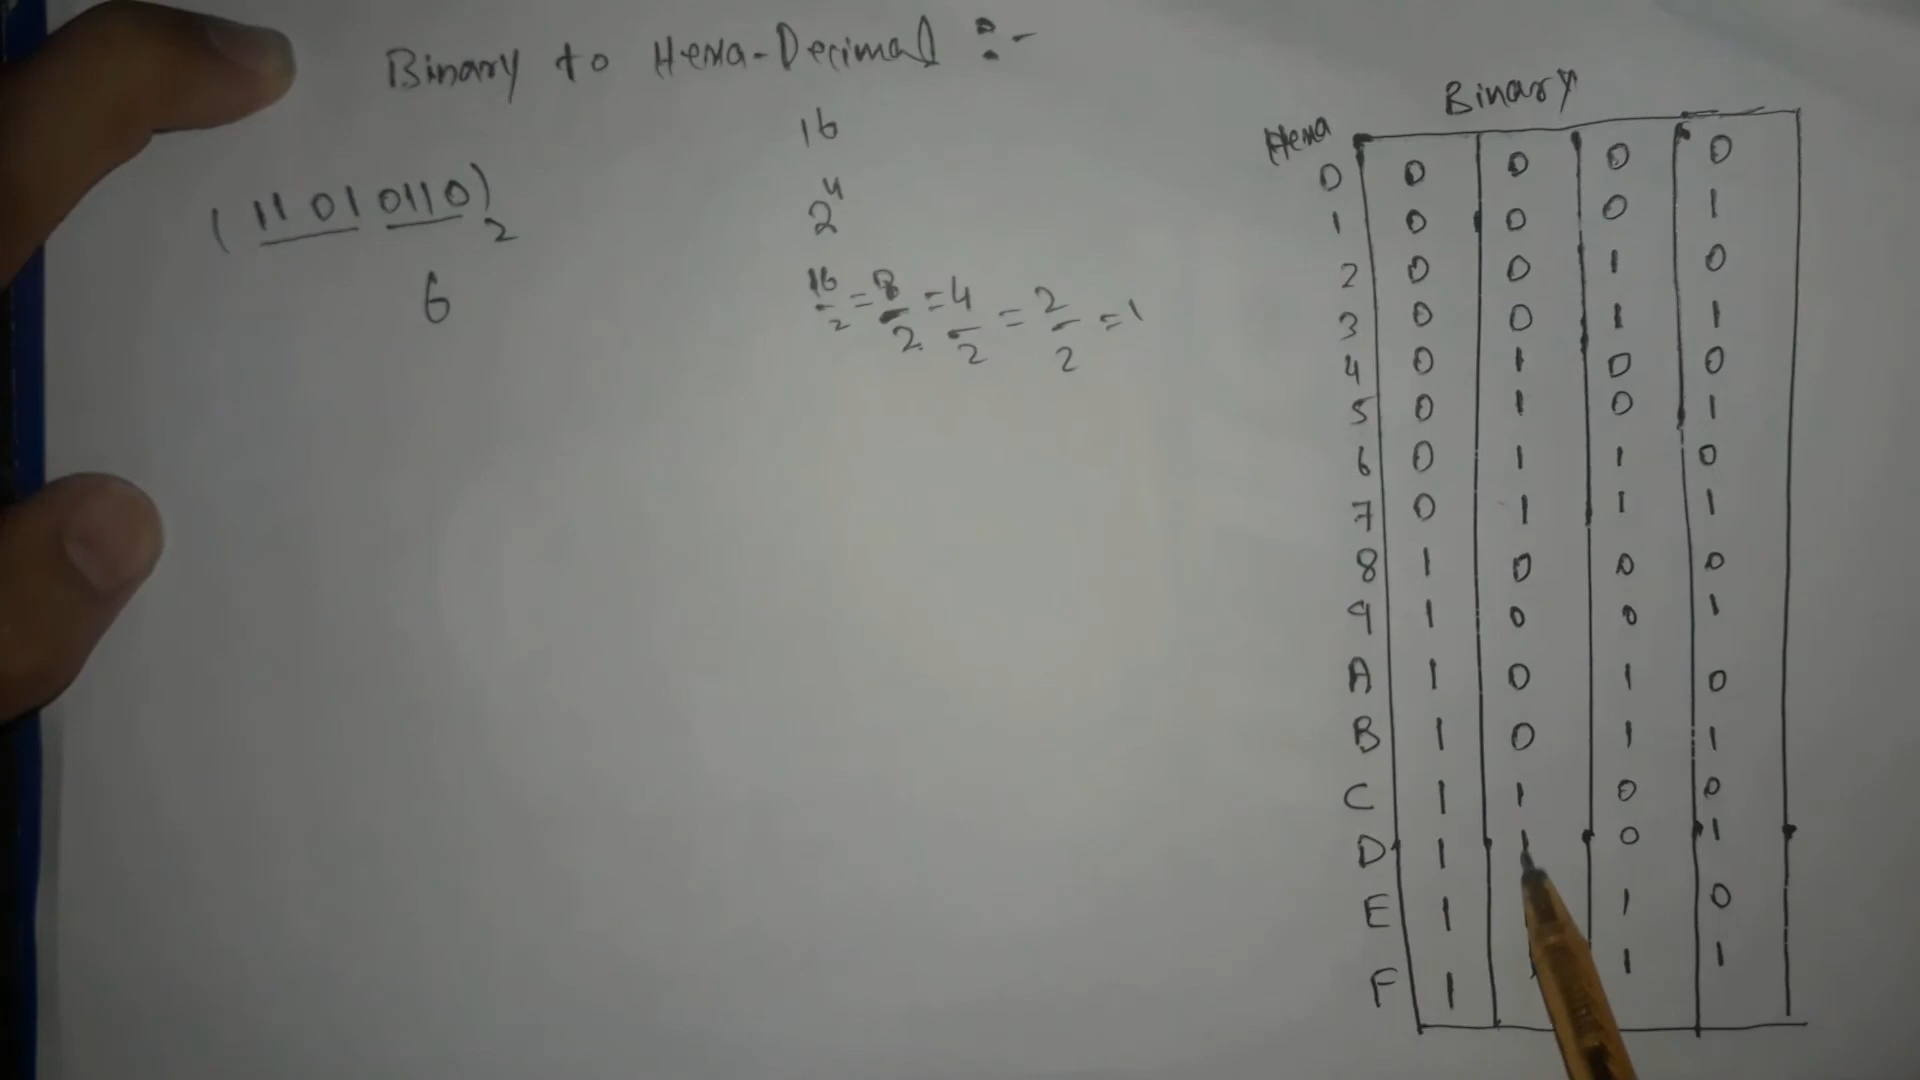 Binary to Hexa-Decimal :-
(1101 0110)2
6
16
2^4
16/2 = 8/2 = 4/2 = 2/2 = 1
Binary
Hexa
0 0 0 0 0
1 0 0 0 1
2 0 0 1 0
3 0 0 1 1
4 0 1 0 0
5 0 1 0 1
6 0 1 1 0
7 0 1 1 1
8 1 0 0 0
9 1 0 0 1
A 1 0 1 0
B 1 0 1 1
C 1 1 0 0
D 1 1 0 1
E 1 1 0
F 1 1 1